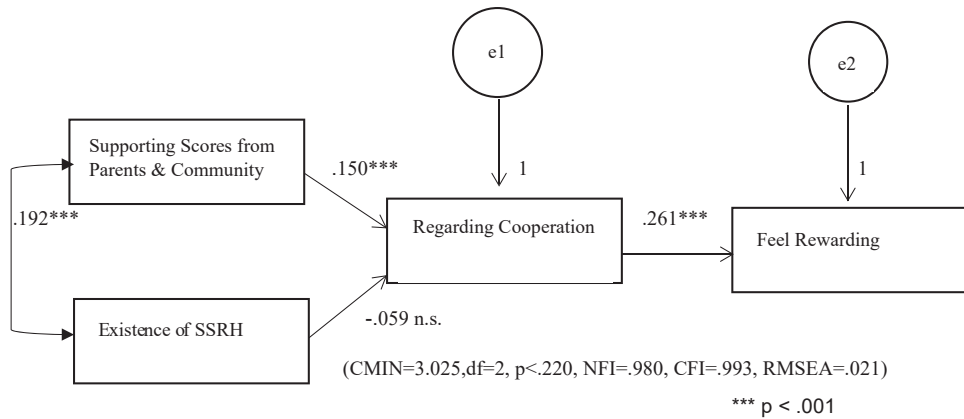 e1
e2
Supporting Scores from
Parents & Community
.150***
1
1
.192***
Regarding Cooperation
.261***
Feel Rewarding
Existence of SSRH
-.059 n.s.
(CMIN=3.025,df=2, p<.220, NFI=.980, CFI=.993, RMSEA=.021)
*** p < .001